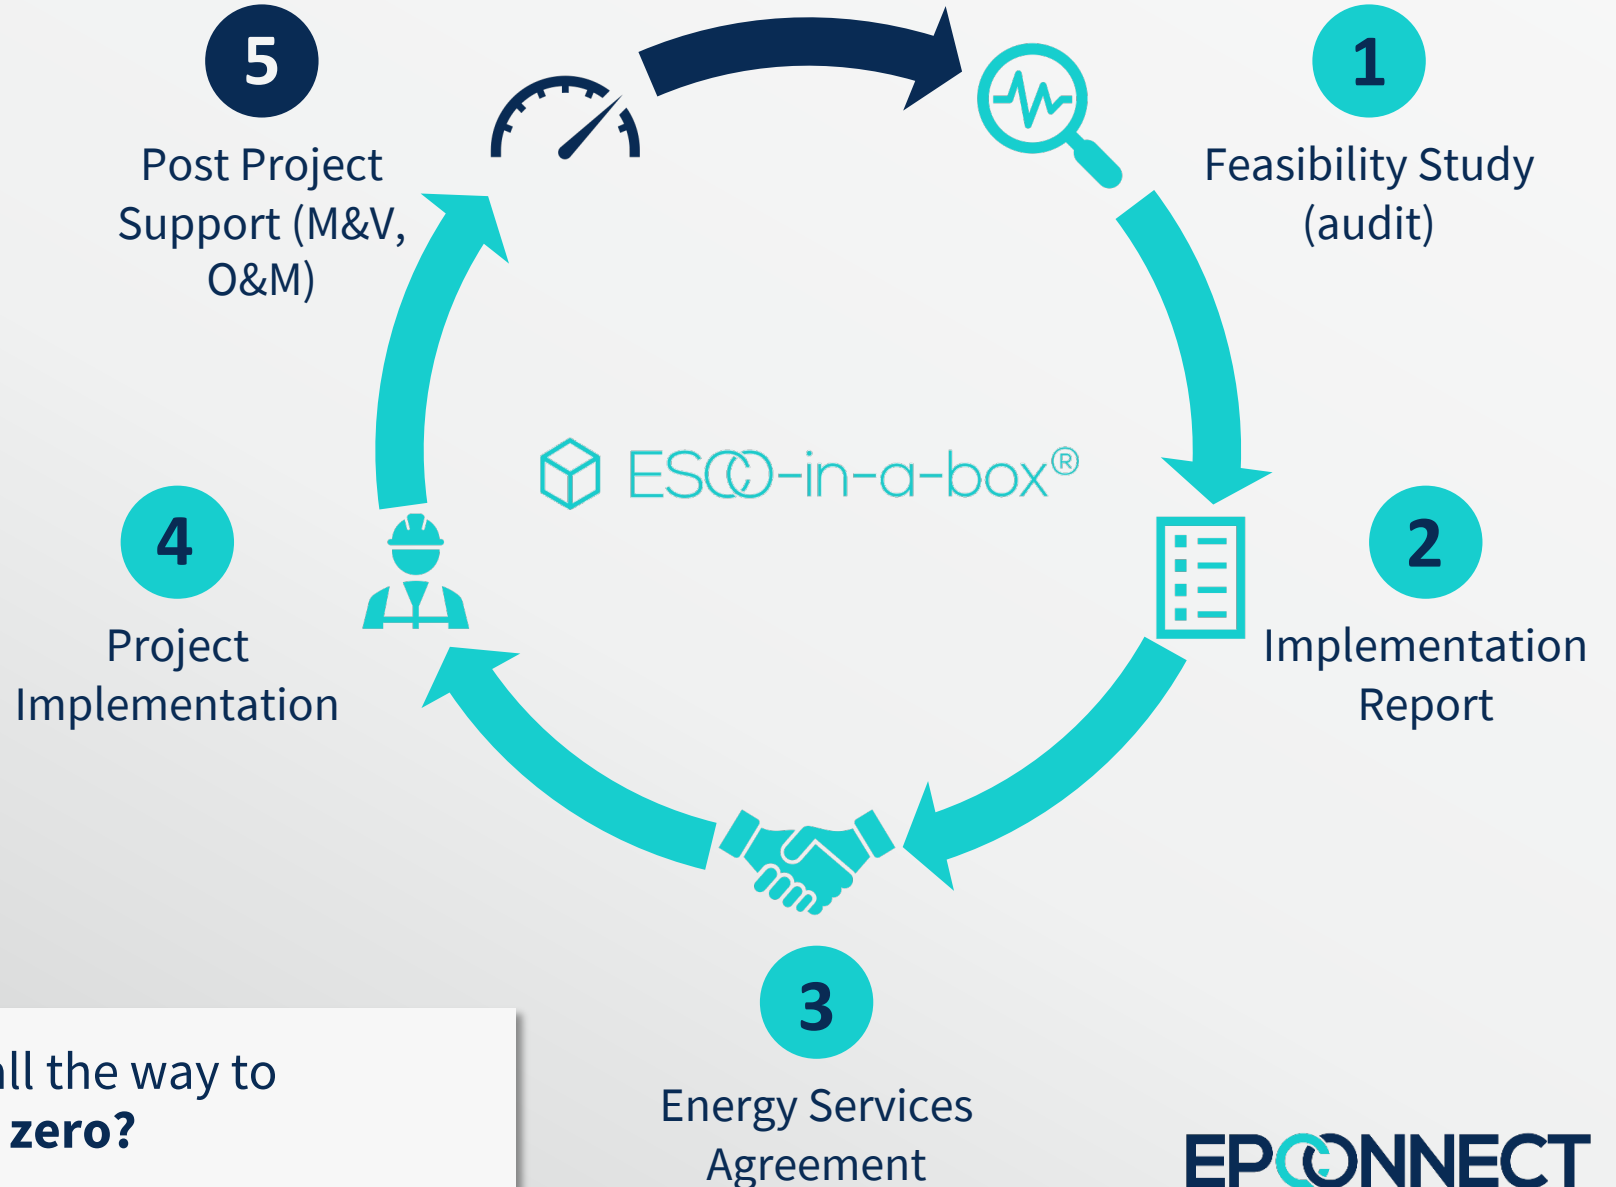 5
Post Project
Support (M&V,
O&M)
1
Feasibility Study
(audit)
ESCO-in-a-box®
4
Project
Implementation
2
Implementation
Report
3
Energy Services
Agreement
all the way to
zero?
EPCONNECT